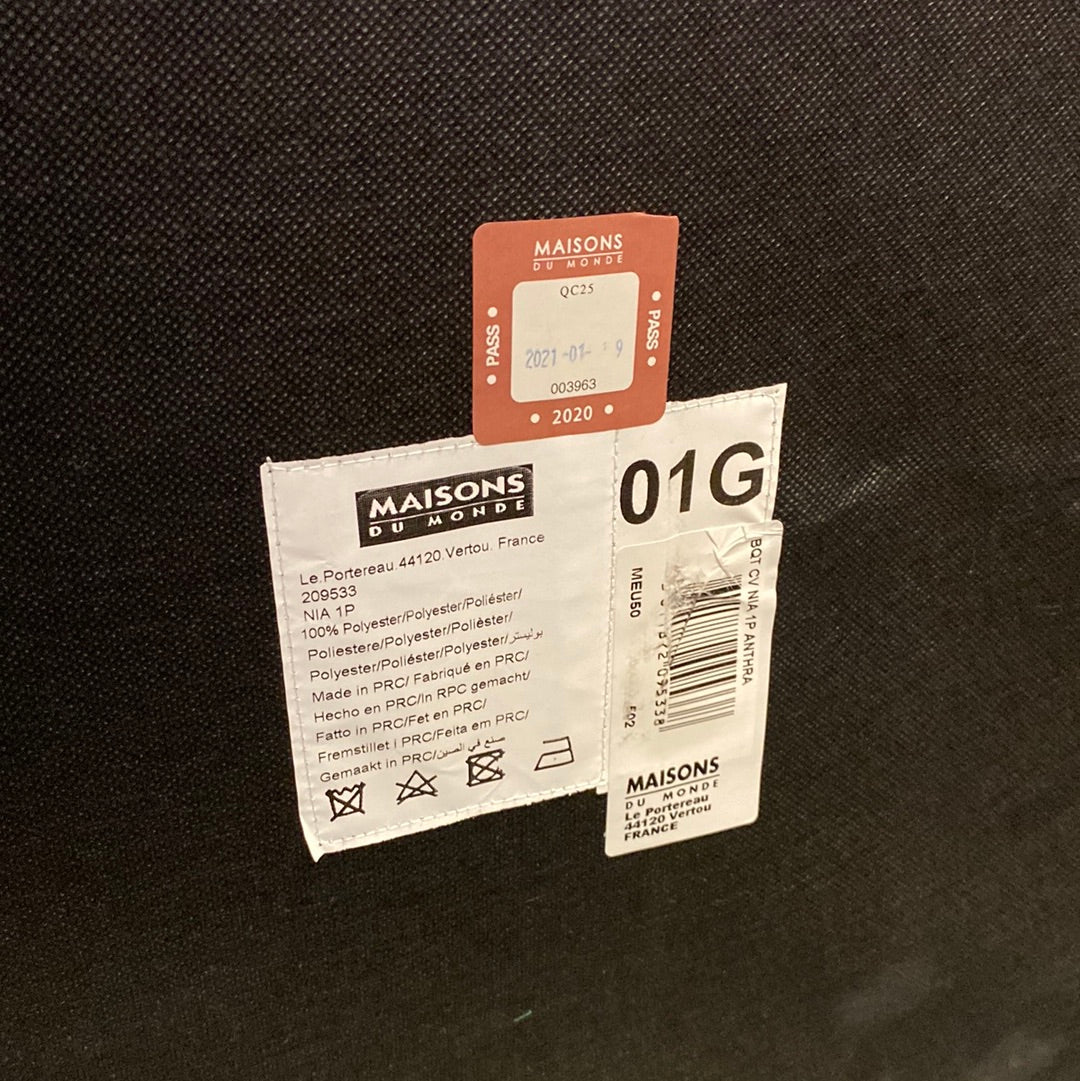 MAISONS
DU MONDE
QC25
PASS
PASS
2021-01- 9
003963
2020
MAISONS
DU MONDE
Le.Portereau.44120.Vertou. France
209533
NIA 1P
100% Polyester/Polyester/Poliéster/
Poliestere/Polyester/Polièster/
Polyester/Poliéster/Polyester/بوليستر
Made in PRC/ Fabriqué en PRC/
Hecho en PRC/In RPC gemacht/
Fatto in PRC/Fet en PRC/
Fremstillet i PRC/Feita em PRC/
Gemaakt in PRC/صنع في الصين
01G
BQT CV NIA 1P ANTHRA
MEU50
2095338
MAISONS
DU MONDE
Le Portereau
44120 Vertou
FRANCE